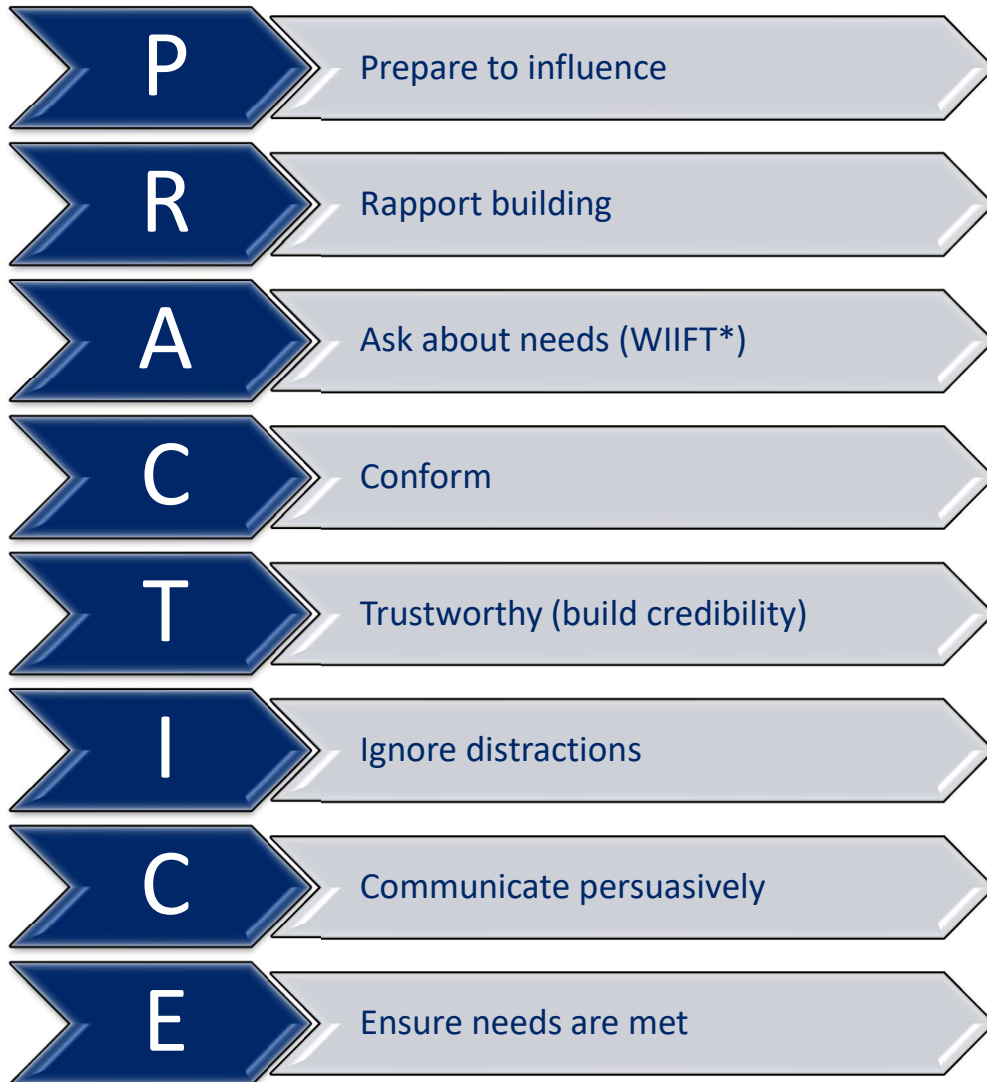 P
Prepare to influence
R
Rapport building
A
Ask about needs (WIIFT*)
C
Conform
T
Trustworthy (build credibility)
I
Ignore distractions
C
Communicate persuasively
E
Ensure needs are met